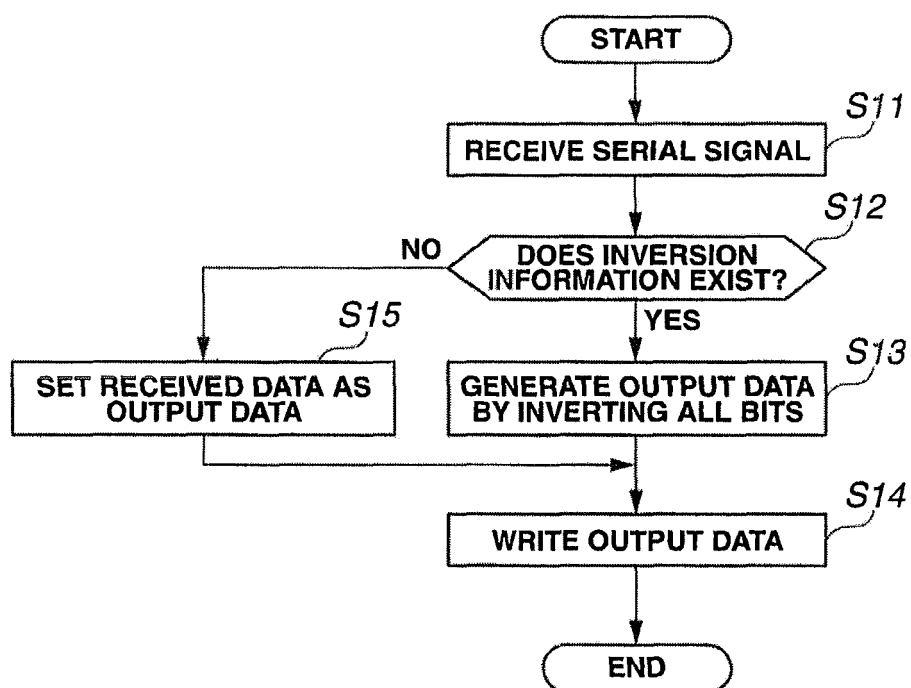 START
S11
RECEIVE SERIAL SIGNAL
S12
NO
DOES INVERSION
INFORMATION EXIST?
YES
S15
S13
SET RECEIVED DATA AS
OUTPUT DATA
GENERATE OUTPUT DATA
BY INVERTING ALL BITS
S14
WRITE OUTPUT DATA
END